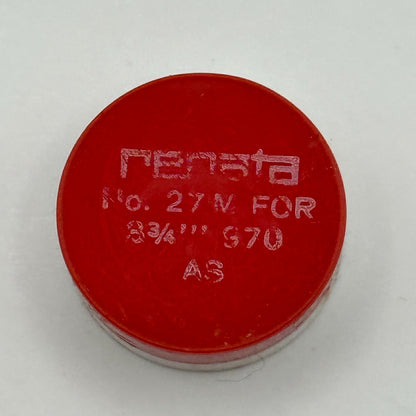 renata
No. 27 M FOR
8¾''' 970
AS